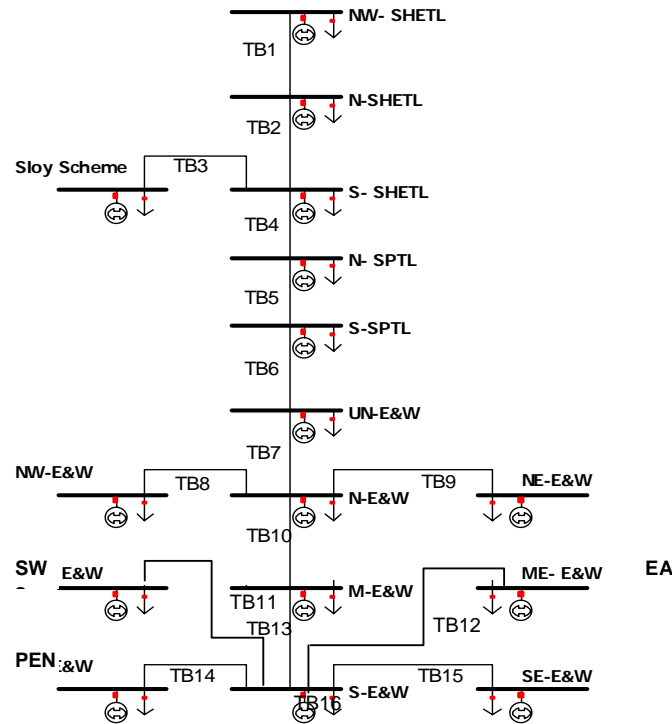 NW- SHETL
TB1
N-SHETL
TB2
Sloy Scheme
TB3
S- SHETL
TB4
N- SPTL
TB5
S-SPTL
TB6
UN-E&W
TB7
NW-E&W
TB8
N-E&W
TB9
NE-E&W
TB10
SW E&W
M-E&W
ME- E&W
EA
TB11
TB13
TB12
PEN :&W
TB14
S-E&W
TB15
SE-E&W
TB16